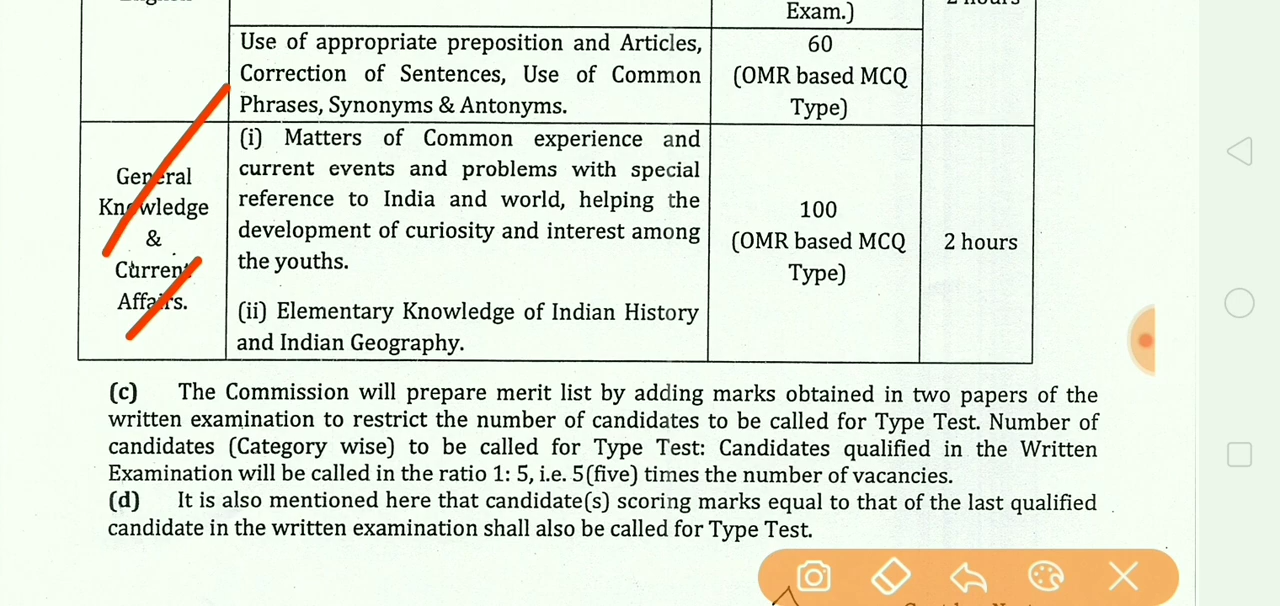 Exam.)
Use of appropriate preposition and Articles,
Correction of Sentences, Use of Common
Phrases, Synonyms & Antonyms.
60
(OMR based MCQ
Type)
General
Knowledge
&
Current
Affairs.
(i) Matters of Common experience and
current events and problems with special
reference to India and world, helping the
development of curiosity and interest among
the youths.
(ii) Elementary Knowledge of Indian History
and Indian Geography.
100
(OMR based MCQ
Type)
2 hours
(c) The Commission will prepare merit list by adding marks obtained in two papers of the
written examination to restrict the number of candidates to be called for Type Test. Number of
candidates (Category wise) to be called for Type Test: Candidates qualified in the Written
Examination will be called in the ratio 1: 5, i.e. 5(five) times the number of vacancies.
(d) It is also mentioned here that candidate(s) scoring marks equal to that of the last qualified
candidate in the written examination shall also be called for Type Test.